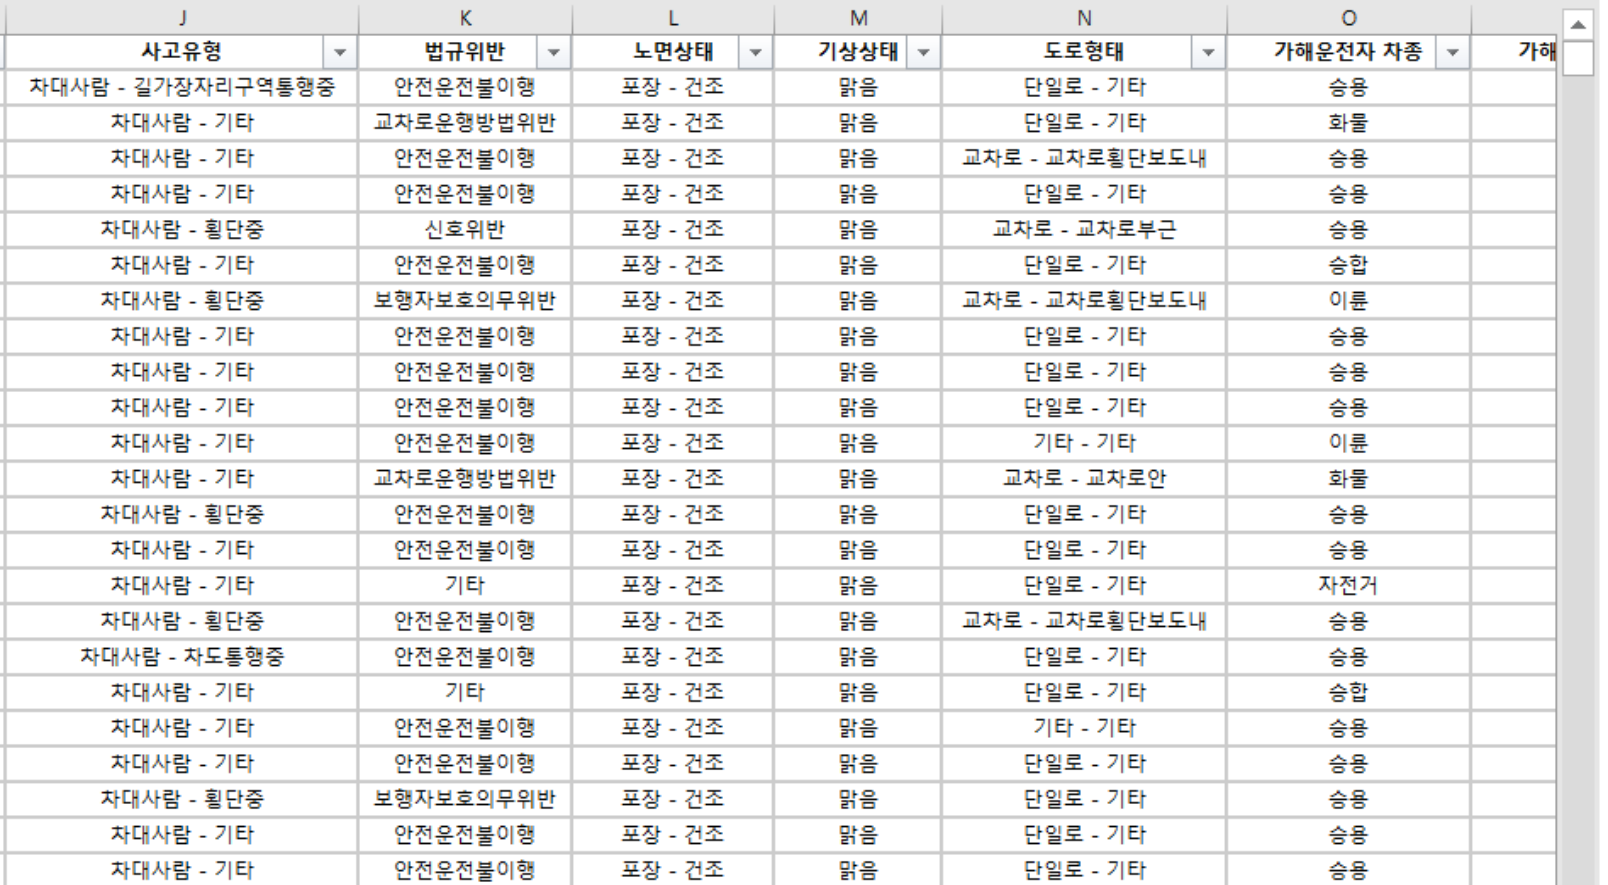 J K L M N O
사고유형 법규위반 노면상태 기상상태 도로형태 가해운전자 차종 가해
차대사람 - 길가장자리구역통행중 안전운전불이행 포장 - 건조 맑음 단일로 - 기타 승용
차대사람 - 기타 교차로운행방법위반 포장 - 건조 맑음 단일로 - 기타 화물
차대사람 - 기타 안전운전불이행 포장 - 건조 맑음 교차로 - 교차로횡단보도내 승용
차대사람 - 기타 안전운전불이행 포장 - 건조 맑음 단일로 - 기타 승용
차대사람 - 횡단중 신호위반 포장 - 건조 맑음 교차로 - 교차로부근 승용
차대사람 - 기타 안전운전불이행 포장 - 건조 맑음 단일로 - 기타 승합
차대사람 - 횡단중 보행자보호의무위반 포장 - 건조 맑음 교차로 - 교차로횡단보도내 이륜
차대사람 - 기타 안전운전불이행 포장 - 건조 맑음 단일로 - 기타 승용
차대사람 - 기타 안전운전불이행 포장 - 건조 맑음 단일로 - 기타 승용
차대사람 - 기타 안전운전불이행 포장 - 건조 맑음 단일로 - 기타 승용
차대사람 - 기타 안전운전불이행 포장 - 건조 맑음 기타 - 기타 이륜
차대사람 - 기타 교차로운행방법위반 포장 - 건조 맑음 교차로 - 교차로안 화물
차대사람 - 횡단중 안전운전불이행 포장 - 건조 맑음 단일로 - 기타 승용
차대사람 - 기타 안전운전불이행 포장 - 건조 맑음 단일로 - 기타 승용
차대사람 - 기타 기타 포장 - 건조 맑음 단일로 - 기타 자전거
차대사람 - 횡단중 안전운전불이행 포장 - 건조 맑음 교차로 - 교차로횡단보도내 승용
차대사람 - 차도통행중 안전운전불이행 포장 - 건조 맑음 단일로 - 기타 승용
차대사람 - 기타 기타 포장 - 건조 맑음 단일로 - 기타 승합
차대사람 - 기타 안전운전불이행 포장 - 건조 맑음 기타 - 기타 승용
차대사람 - 기타 안전운전불이행 포장 - 건조 맑음 단일로 - 기타 승용
차대사람 - 횡단중 보행자보호의무위반 포장 - 건조 맑음 단일로 - 기타 승용
차대사람 - 기타 안전운전불이행 포장 - 건조 맑음 단일로 - 기타 승용
차대사람 - 기타 안전운전불이행 포장 - 건조 맑음 단일로 - 기타 승용